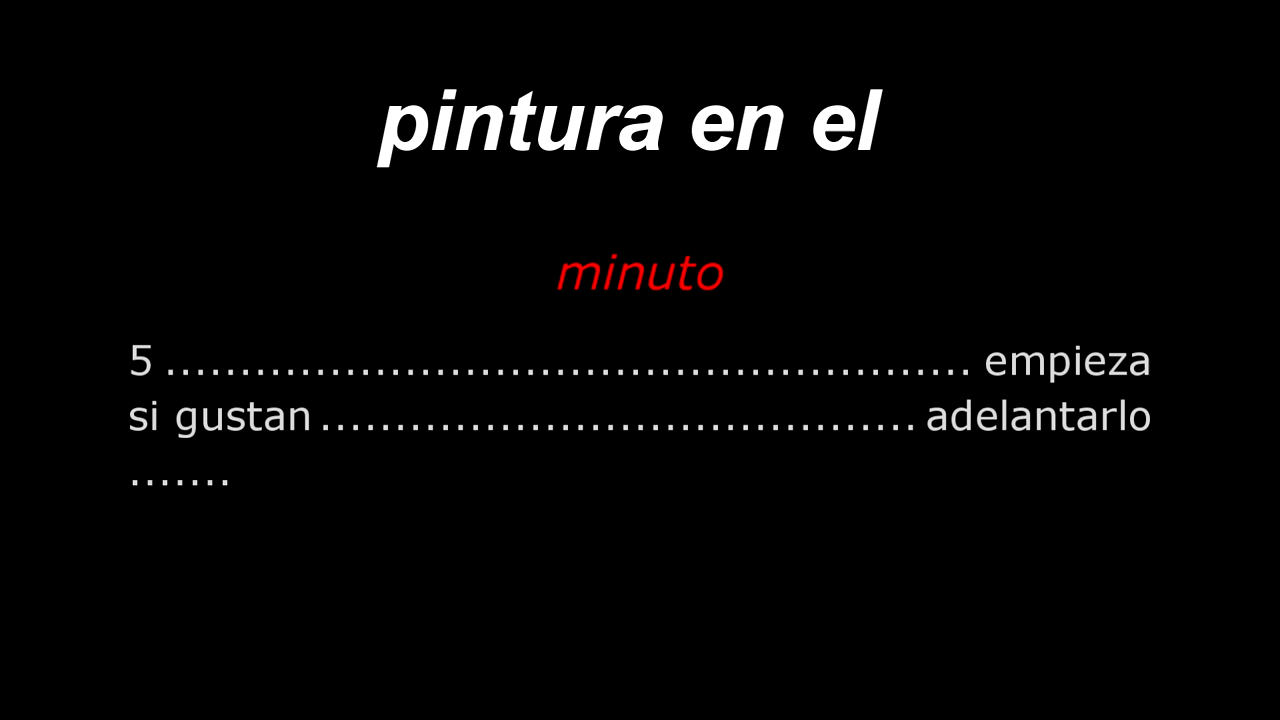 pintura en el
minuto
5 ...................................................... empieza
si gustan ........................................ adelantarlo
.......